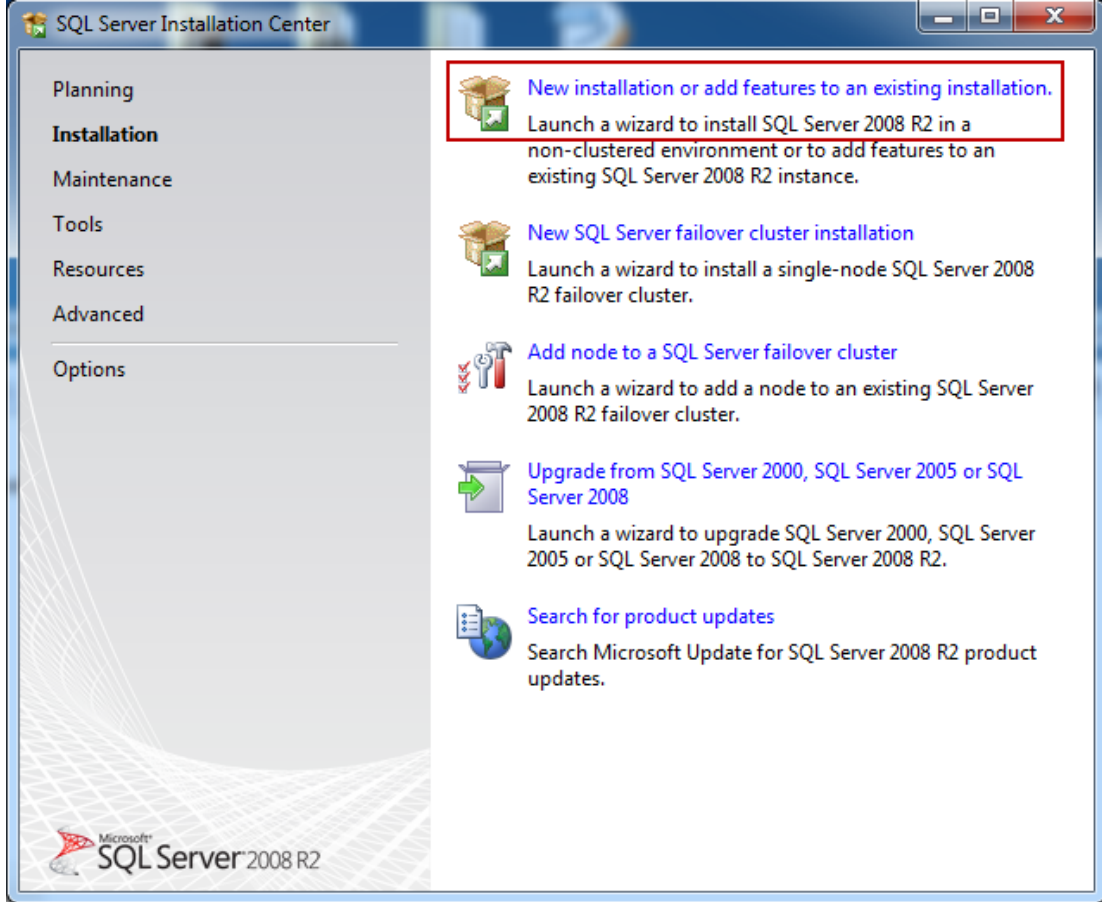 SQL Server Installation Center
Planning
Installation
Maintenance
Tools
Resources
Advanced
Options
New installation or add features to an existing installation.
Launch a wizard to install SQL Server 2008 R2 in a
non-clustered environment or to add features to an
existing SQL Server 2008 R2 instance.
New SQL Server failover cluster installation
Launch a wizard to install a single-node SQL Server 2008
R2 failover cluster.
Add node to a SQL Server failover cluster
Launch a wizard to add a node to an existing SQL Server
2008 R2 failover cluster.
Upgrade from SQL Server 2000, SQL Server 2005 or SQL
Server 2008
Launch a wizard to upgrade SQL Server 2000, SQL Server
2005 or SQL Server 2008 to SQL Server 2008 R2.
Search for product updates
Search Microsoft Update for SQL Server 2008 R2 product
updates.
Microsoft®
SQL Server® 2008 R2